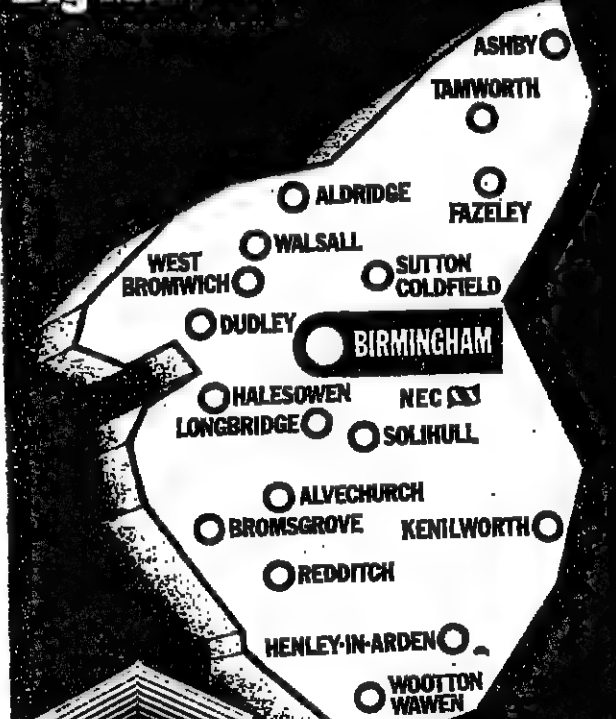 ASHBY
TAMWORTH
ALDRIDGE
FAZELEY
WALSALL
WEST
BROMWICH
SUTTON
COLDFIELD
DUDLEY
BIRMINGHAM
HALESOWEN
NEC
LONGBRIDGE
SOLIHULL
ALVECHURCH
BROMSGROVE
KENILWORTH
REDDITCH
HENLEY-IN-ARDEN
WOOTTON
WAWEN